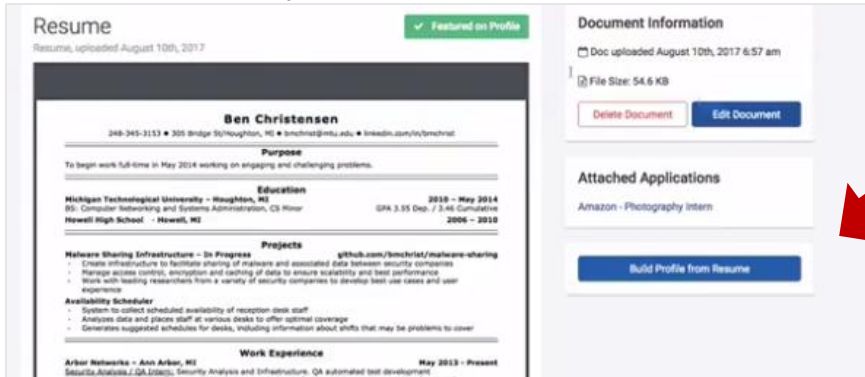 Resume
Featured on Profile
Resume, uploaded August 10th, 2017
Ben Christensen
248-345-3153 • 305 Bridge St/Houghton, MI • bmchrist@mtu.edu • linkedin.com/in/bmchrist
Purpose
To begin work full-time in May 2014 working on engaging and challenging problems.
Education
Michigan Technological University - Houghton, MI 2010 - May 2014
BS: Computer Networking and Systems Administration, CS Minor GPA 3.55 Dep. / 3.46 Cumulative
Howell High School - Howell, MI 2006 - 2010
Projects
Malware Sharing Infrastructure - In Progress github.com/bmchrist/malware-sharing
- Create infrastructure to facilitate sharing of malware and associated data between security companies
- Manage access control, encryption and caching of data to ensure scalability and best performance
- Work with leading researchers from a variety of security companies to develop best use cases and user
experience
Availability Scheduler
- System to collect scheduled availability of reception desk staff
- Analyzes data and places staff at various desks to offer optimal coverage
- Generates suggested schedules for desks, including information about shifts that may be problems to cover
Work Experience
Arbor Networks - Ann Arbor, MI May 2013 - Present
Security Analysis / QA Intern: Security Analysis and Infrastructure. QA automated test development
Document Information
Doc uploaded August 10th, 2017 6:57 am
File Size: 54.6 KB
Delete Document
Edit Document
Attached Applications
Amazon - Photography Intern
Build Profile from Resume